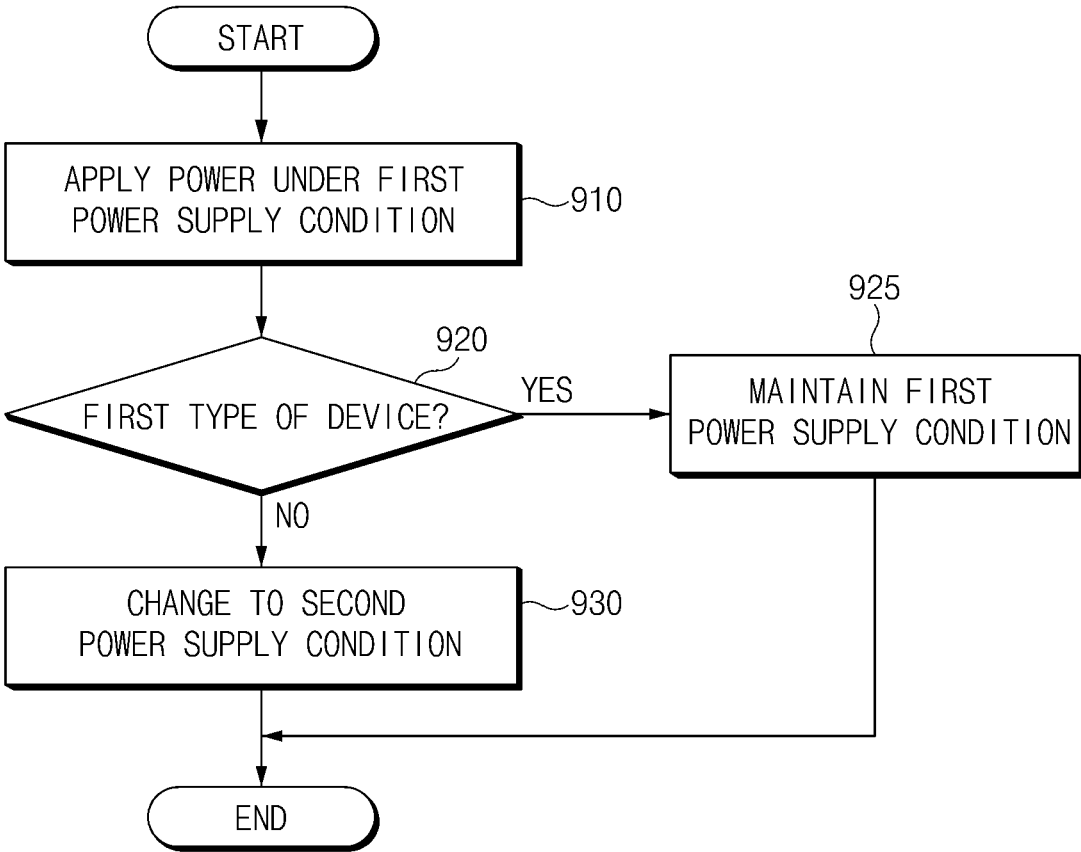 START
APPLY POWER UNDER FIRST
POWER SUPPLY CONDITION
910
920
FIRST TYPE OF DEVICE?
YES
925
MAINTAIN FIRST
POWER SUPPLY CONDITION
NO
CHANGE TO SECOND
POWER SUPPLY CONDITION
930
END